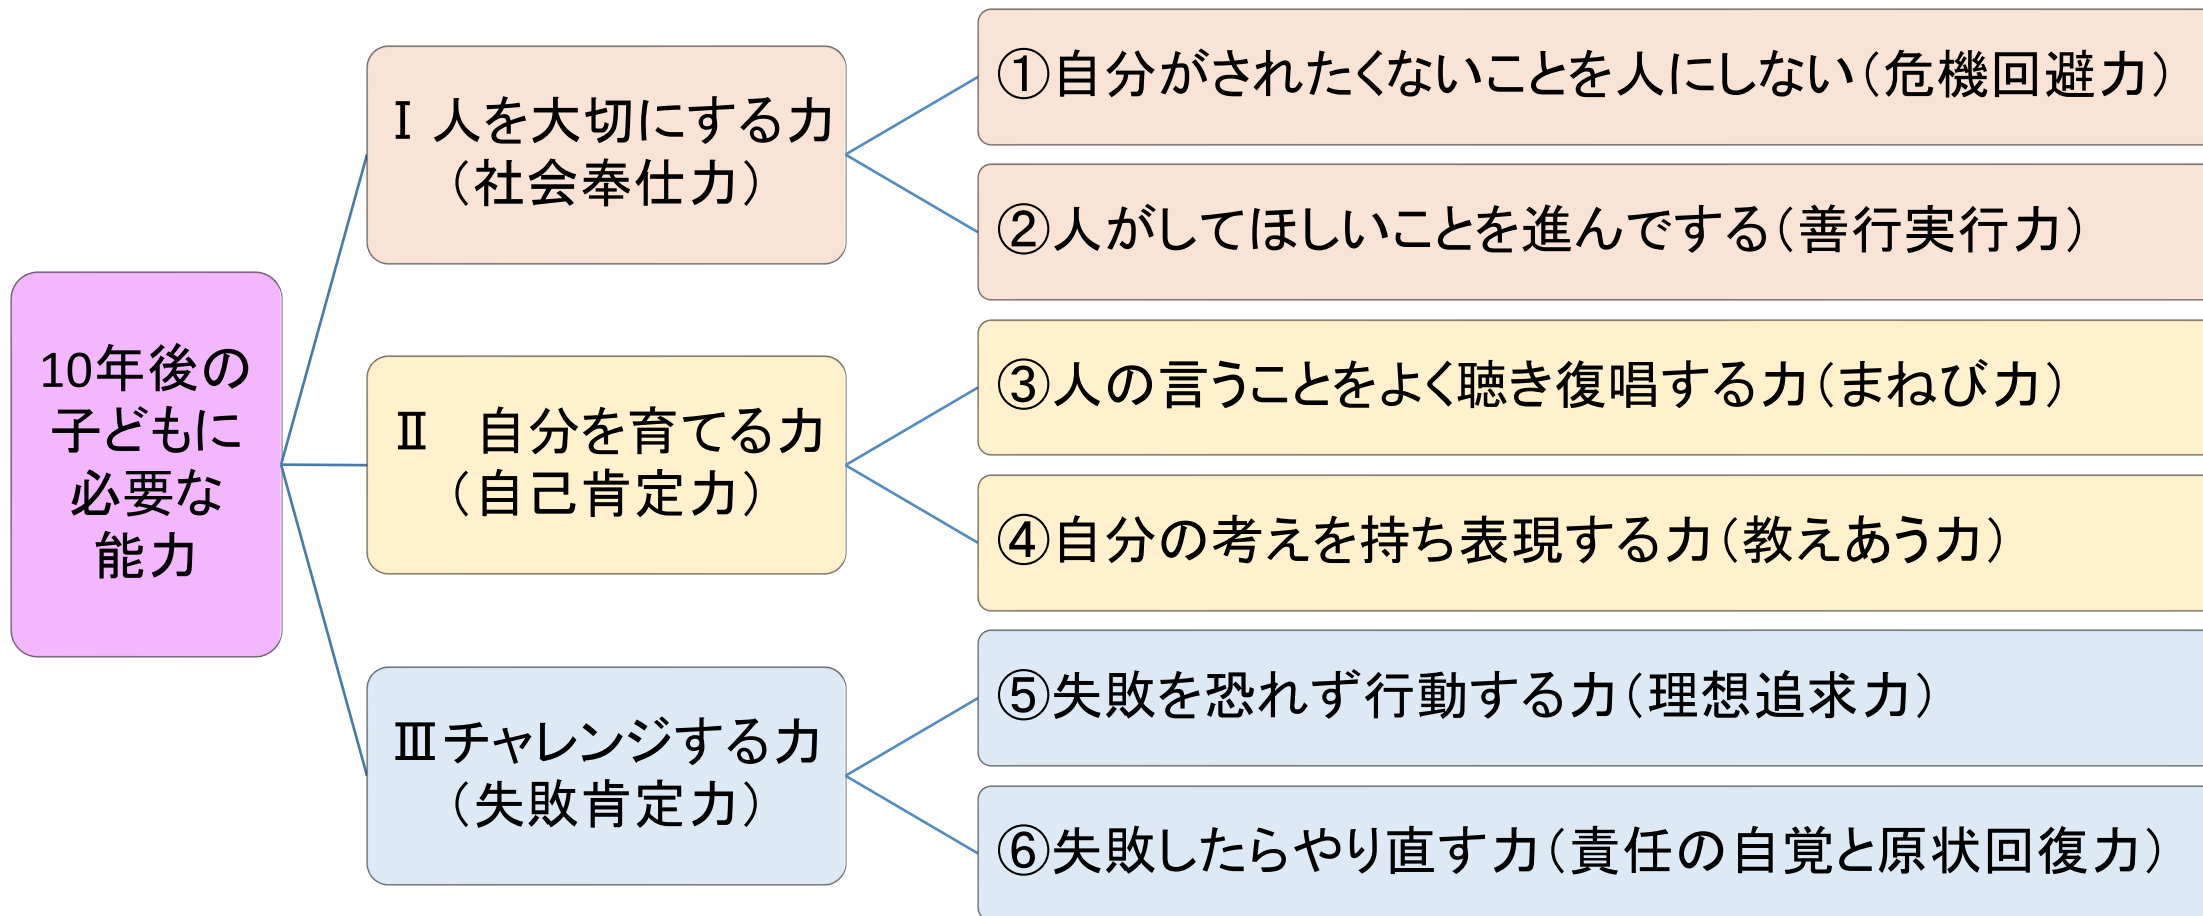 10年後の
子どもに
必要な
能力
Ⅰ 人を大切にする力
（社会奉仕力）
①自分がされたくないことを人にしない（危機回避力）
②人がしてほしいことを進んでする（善行実行力）
Ⅱ　自分を育てる力
（自己肯定力）
③人の言うことをよく聴き復唱する力（まねび力）
④自分の考えを持ち表現する力（教えあう力）
Ⅲチャレンジする力
（失敗肯定力）
⑤失敗を恐れず行動する力（理想追求力）
⑥失敗したらやり直す力（責任の自覚と原状回復力）